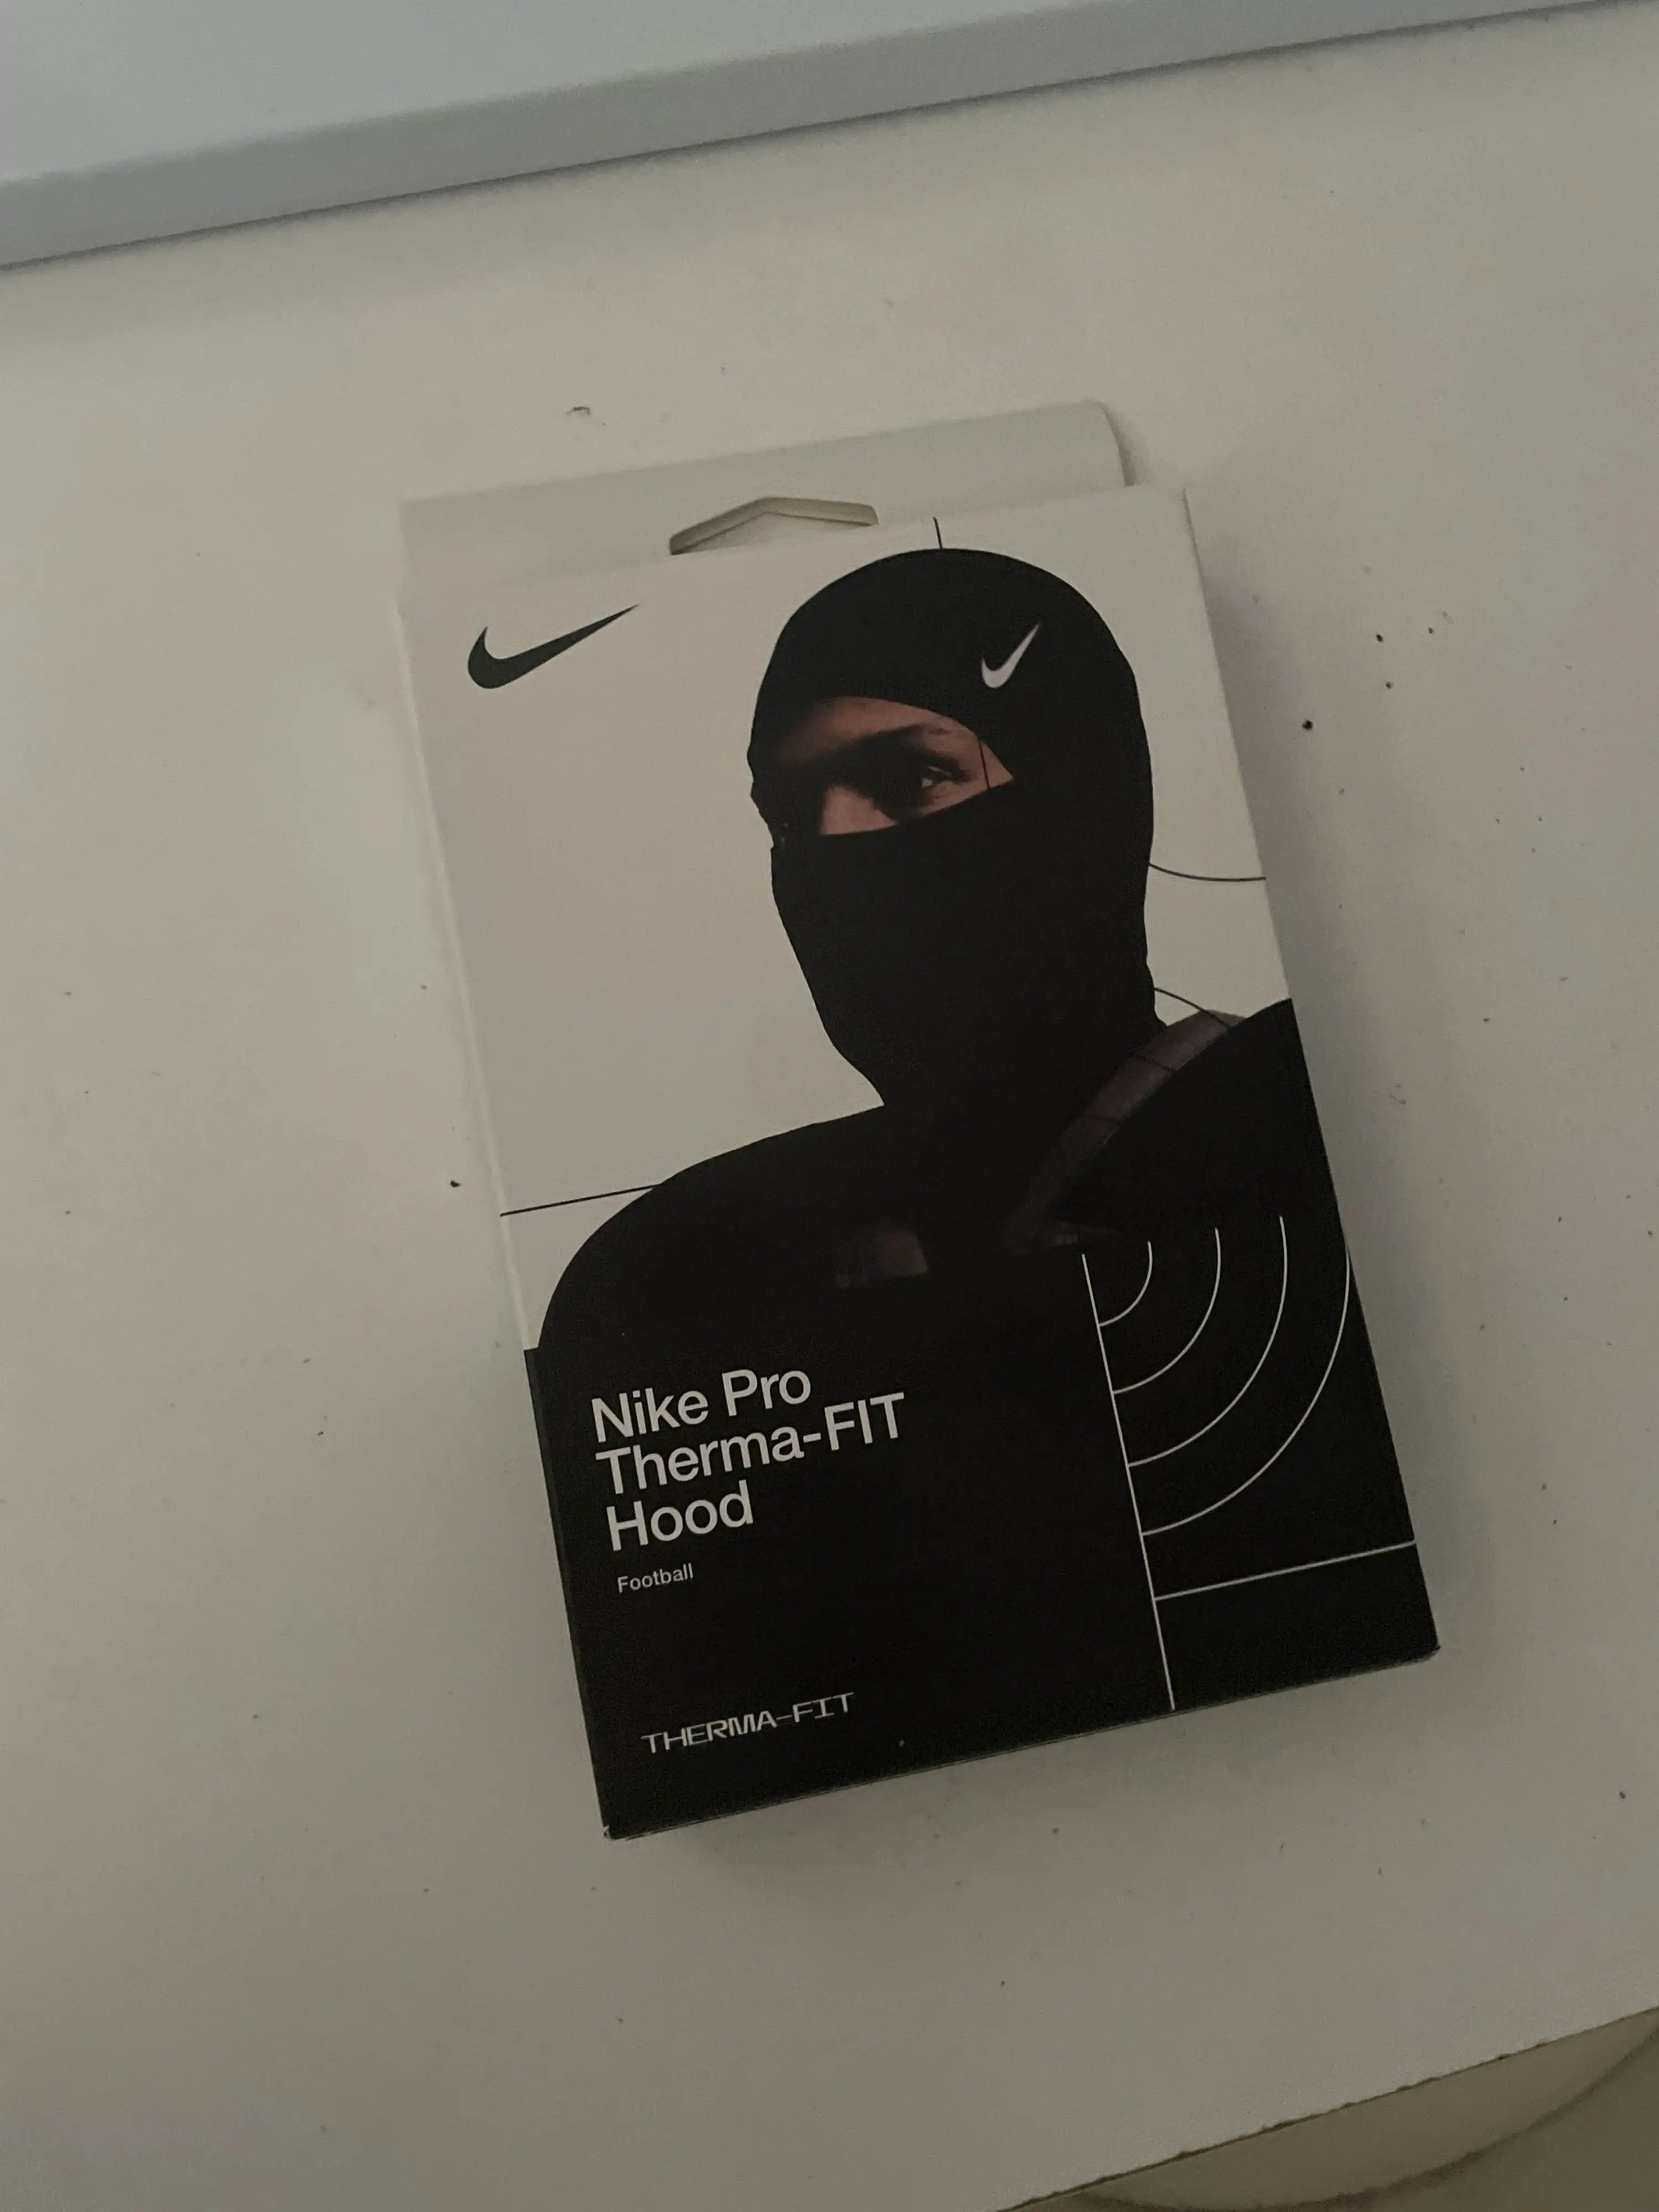 Nike Pro
Therma-FIT
Hood
Football
THERMA-FIT